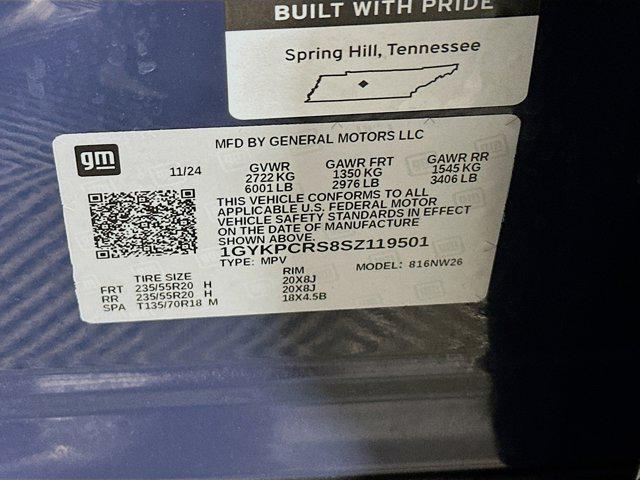 BUILT WITH PRIDE
Spring Hill, Tennessee
gm
MFD BY GENERAL MOTORS LLC
11/24
GVWR GAWR FRT GAWR RR
2722 KG 1350 KG 1545 KG
6001 LB 2976 LB 3406 LB
THIS VEHICLE CONFORMS TO ALL
APPLICABLE U.S. FEDERAL MOTOR
VEHICLE SAFETY STANDARDS IN EFFECT
ON THE DATE OF MANUFACTURE
SHOWN ABOVE
1GYKPCRS8SZ119501
TYPE: MPV MODEL: 816NW26
TIRE SIZE RIM
FRT 235/55R20 H 20X8J
RR 235/55R20 H 20X8J
SPA T135/70R18 M 18X4.5B